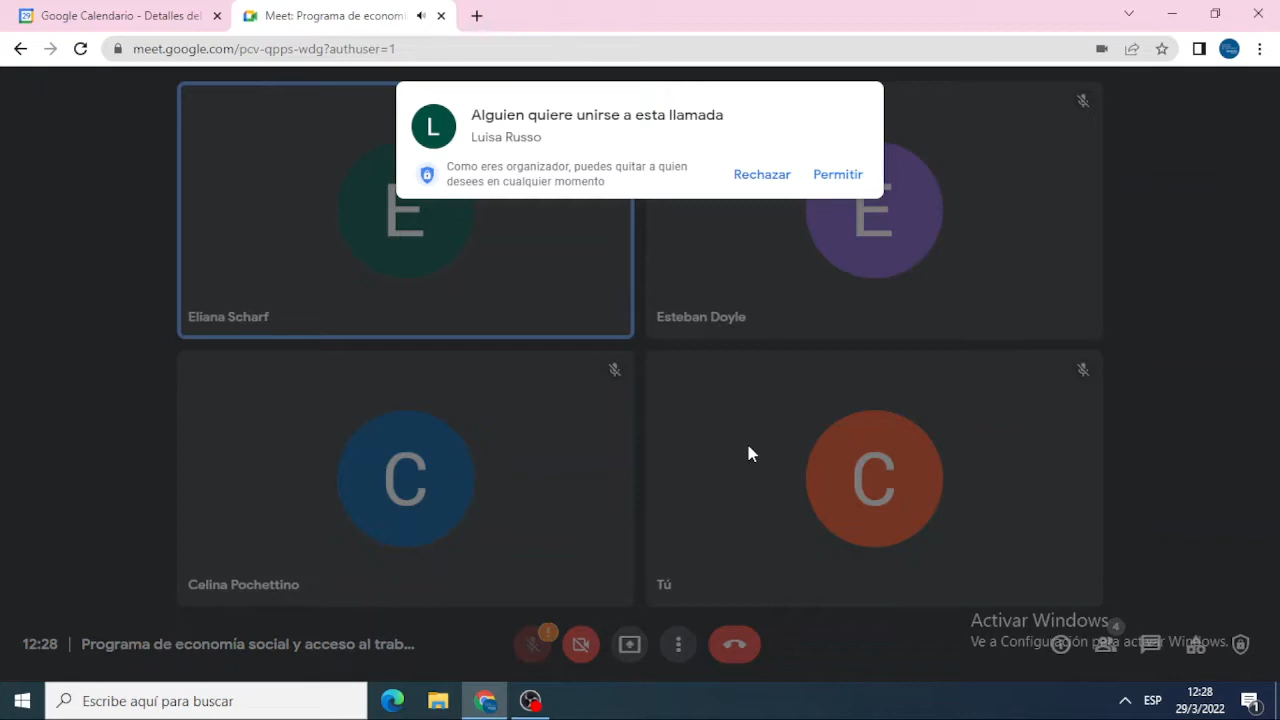 Google Calendario - Detalles del
Meet: Programa de economí
meet.google.com/pcv-qpps-wdg?authuser=1
L
Alguien quiere unirse a esta llamada
Luisa Russo
Como eres organizador, puedes quitar a quien
desees en cualquier momento
Rechazar
Permitir
E
E
Eliana Scharf
Esteban Doyle
C
C
Celina Pochettino
Tú
Activar Windows
Ve a Configuración para activar Windows.
4
12:28
Programa de economía social y acceso al trab...
Escribe aquí para buscar
ESP
12:28
29/3/2022
1